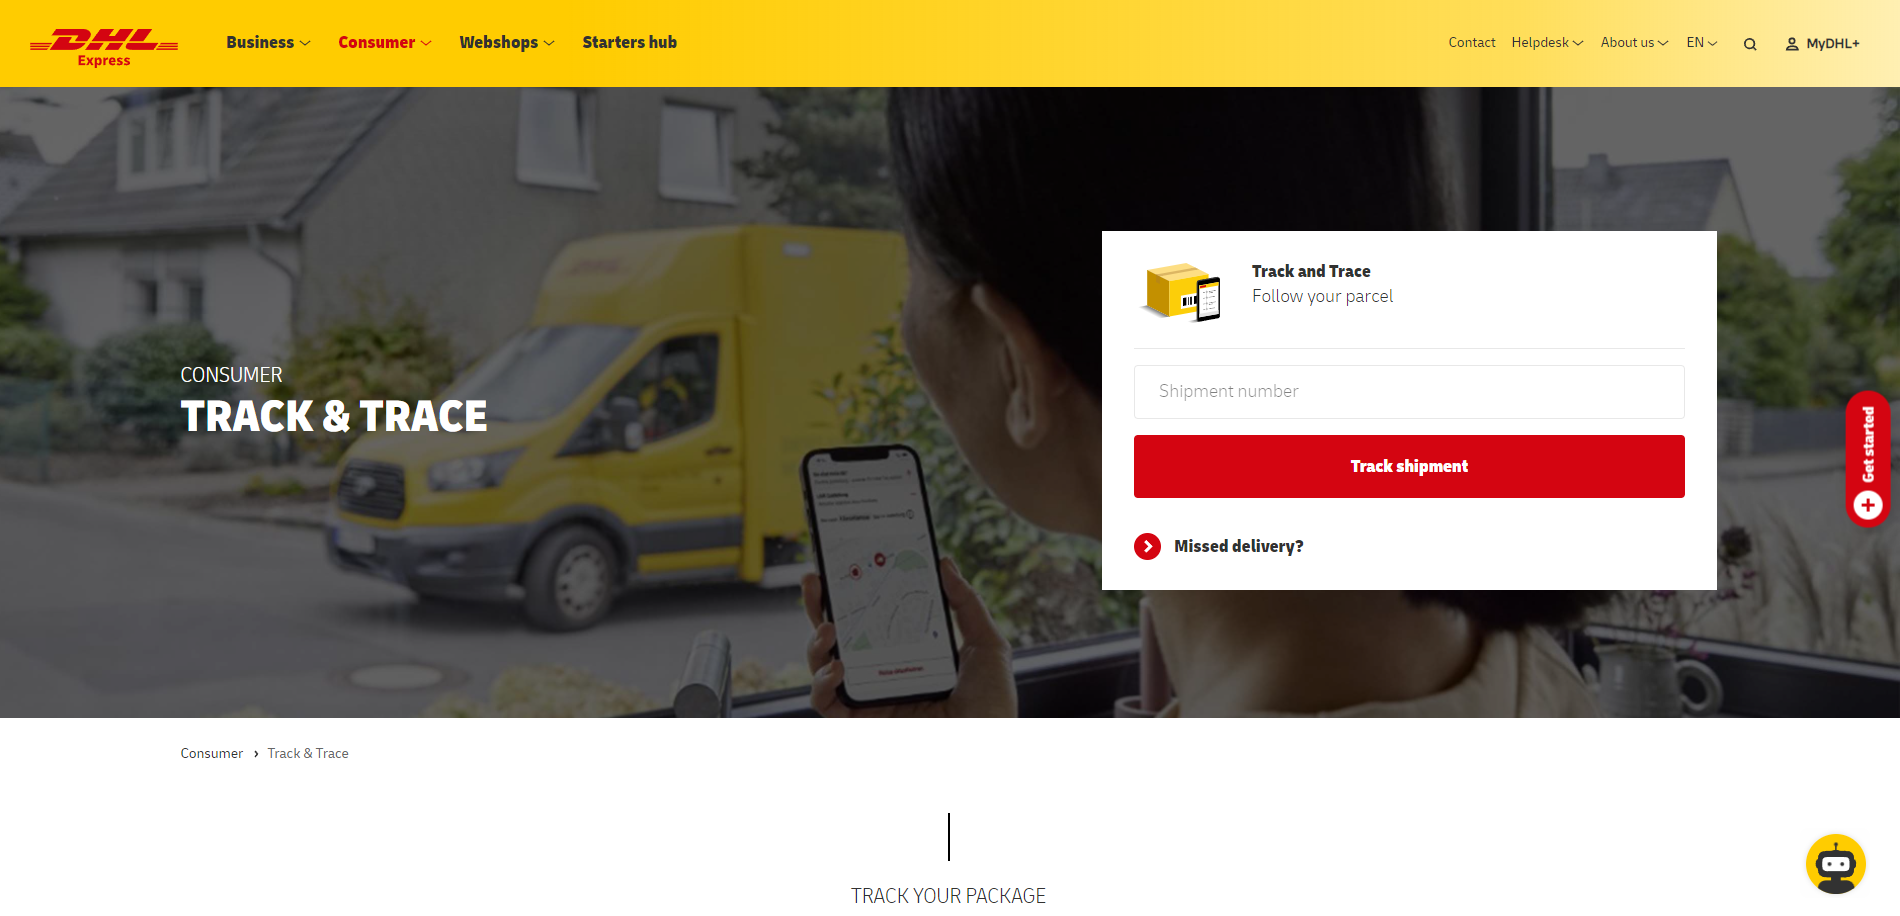 DHL
Express
Business
Consumer
Webshops
Starters hub
Contact
Helpdesk
About us
EN
MyDHL+
CONSUMER
TRACK & TRACE
Track and Trace
Follow your parcel
Shipment number
Track shipment
Missed delivery?
Get started
Consumer › Track & Trace
TRACK YOUR PACKAGE